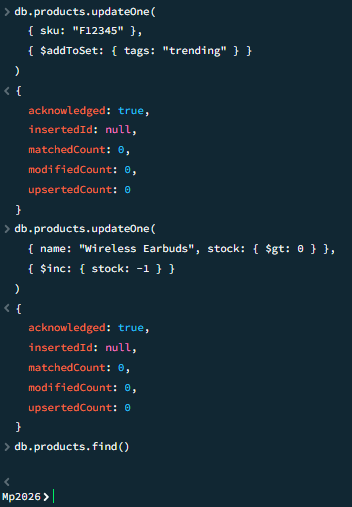 > db.products.updateOne(
{ sku: "F12345" },
{ $addToSet: { tags: "trending" } }
)
< {
acknowledged: true,
insertedId: null,
matchedCount: 0,
modifiedCount: 0,
upsertedCount: 0
}
> db.products.updateOne(
{ name: "Wireless Earbuds", stock: { $gt: 0 } },
{ $inc: { stock: -1 } }
)
< {
acknowledged: true,
insertedId: null,
matchedCount: 0,
modifiedCount: 0,
upsertedCount: 0
}
> db.products.find()
<
Mp2026 >